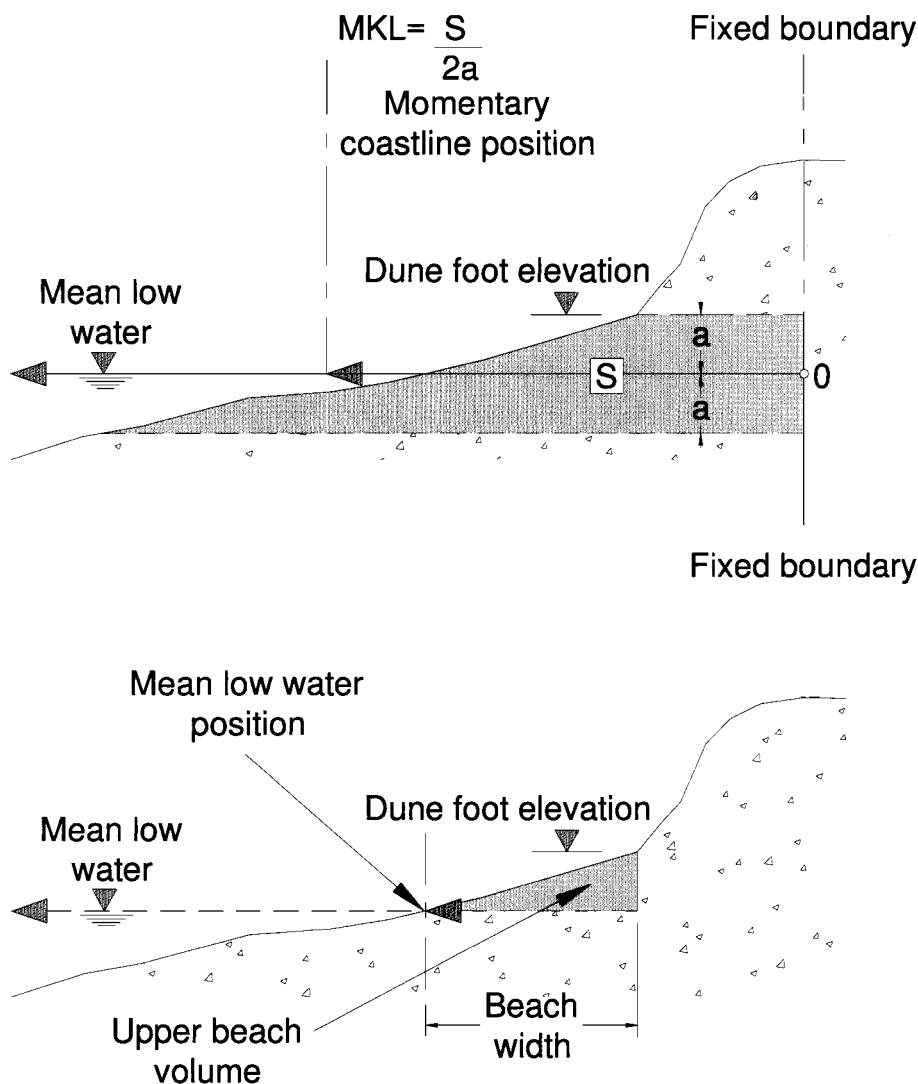 MKL= S
2a
Momentary
coastline position
Fixed boundary
Dune foot elevation
Mean low
water
a
S
0
a
Fixed boundary
Mean low water
position
Dune foot elevation
Mean low
water
Upper beach
volume
Beach
width